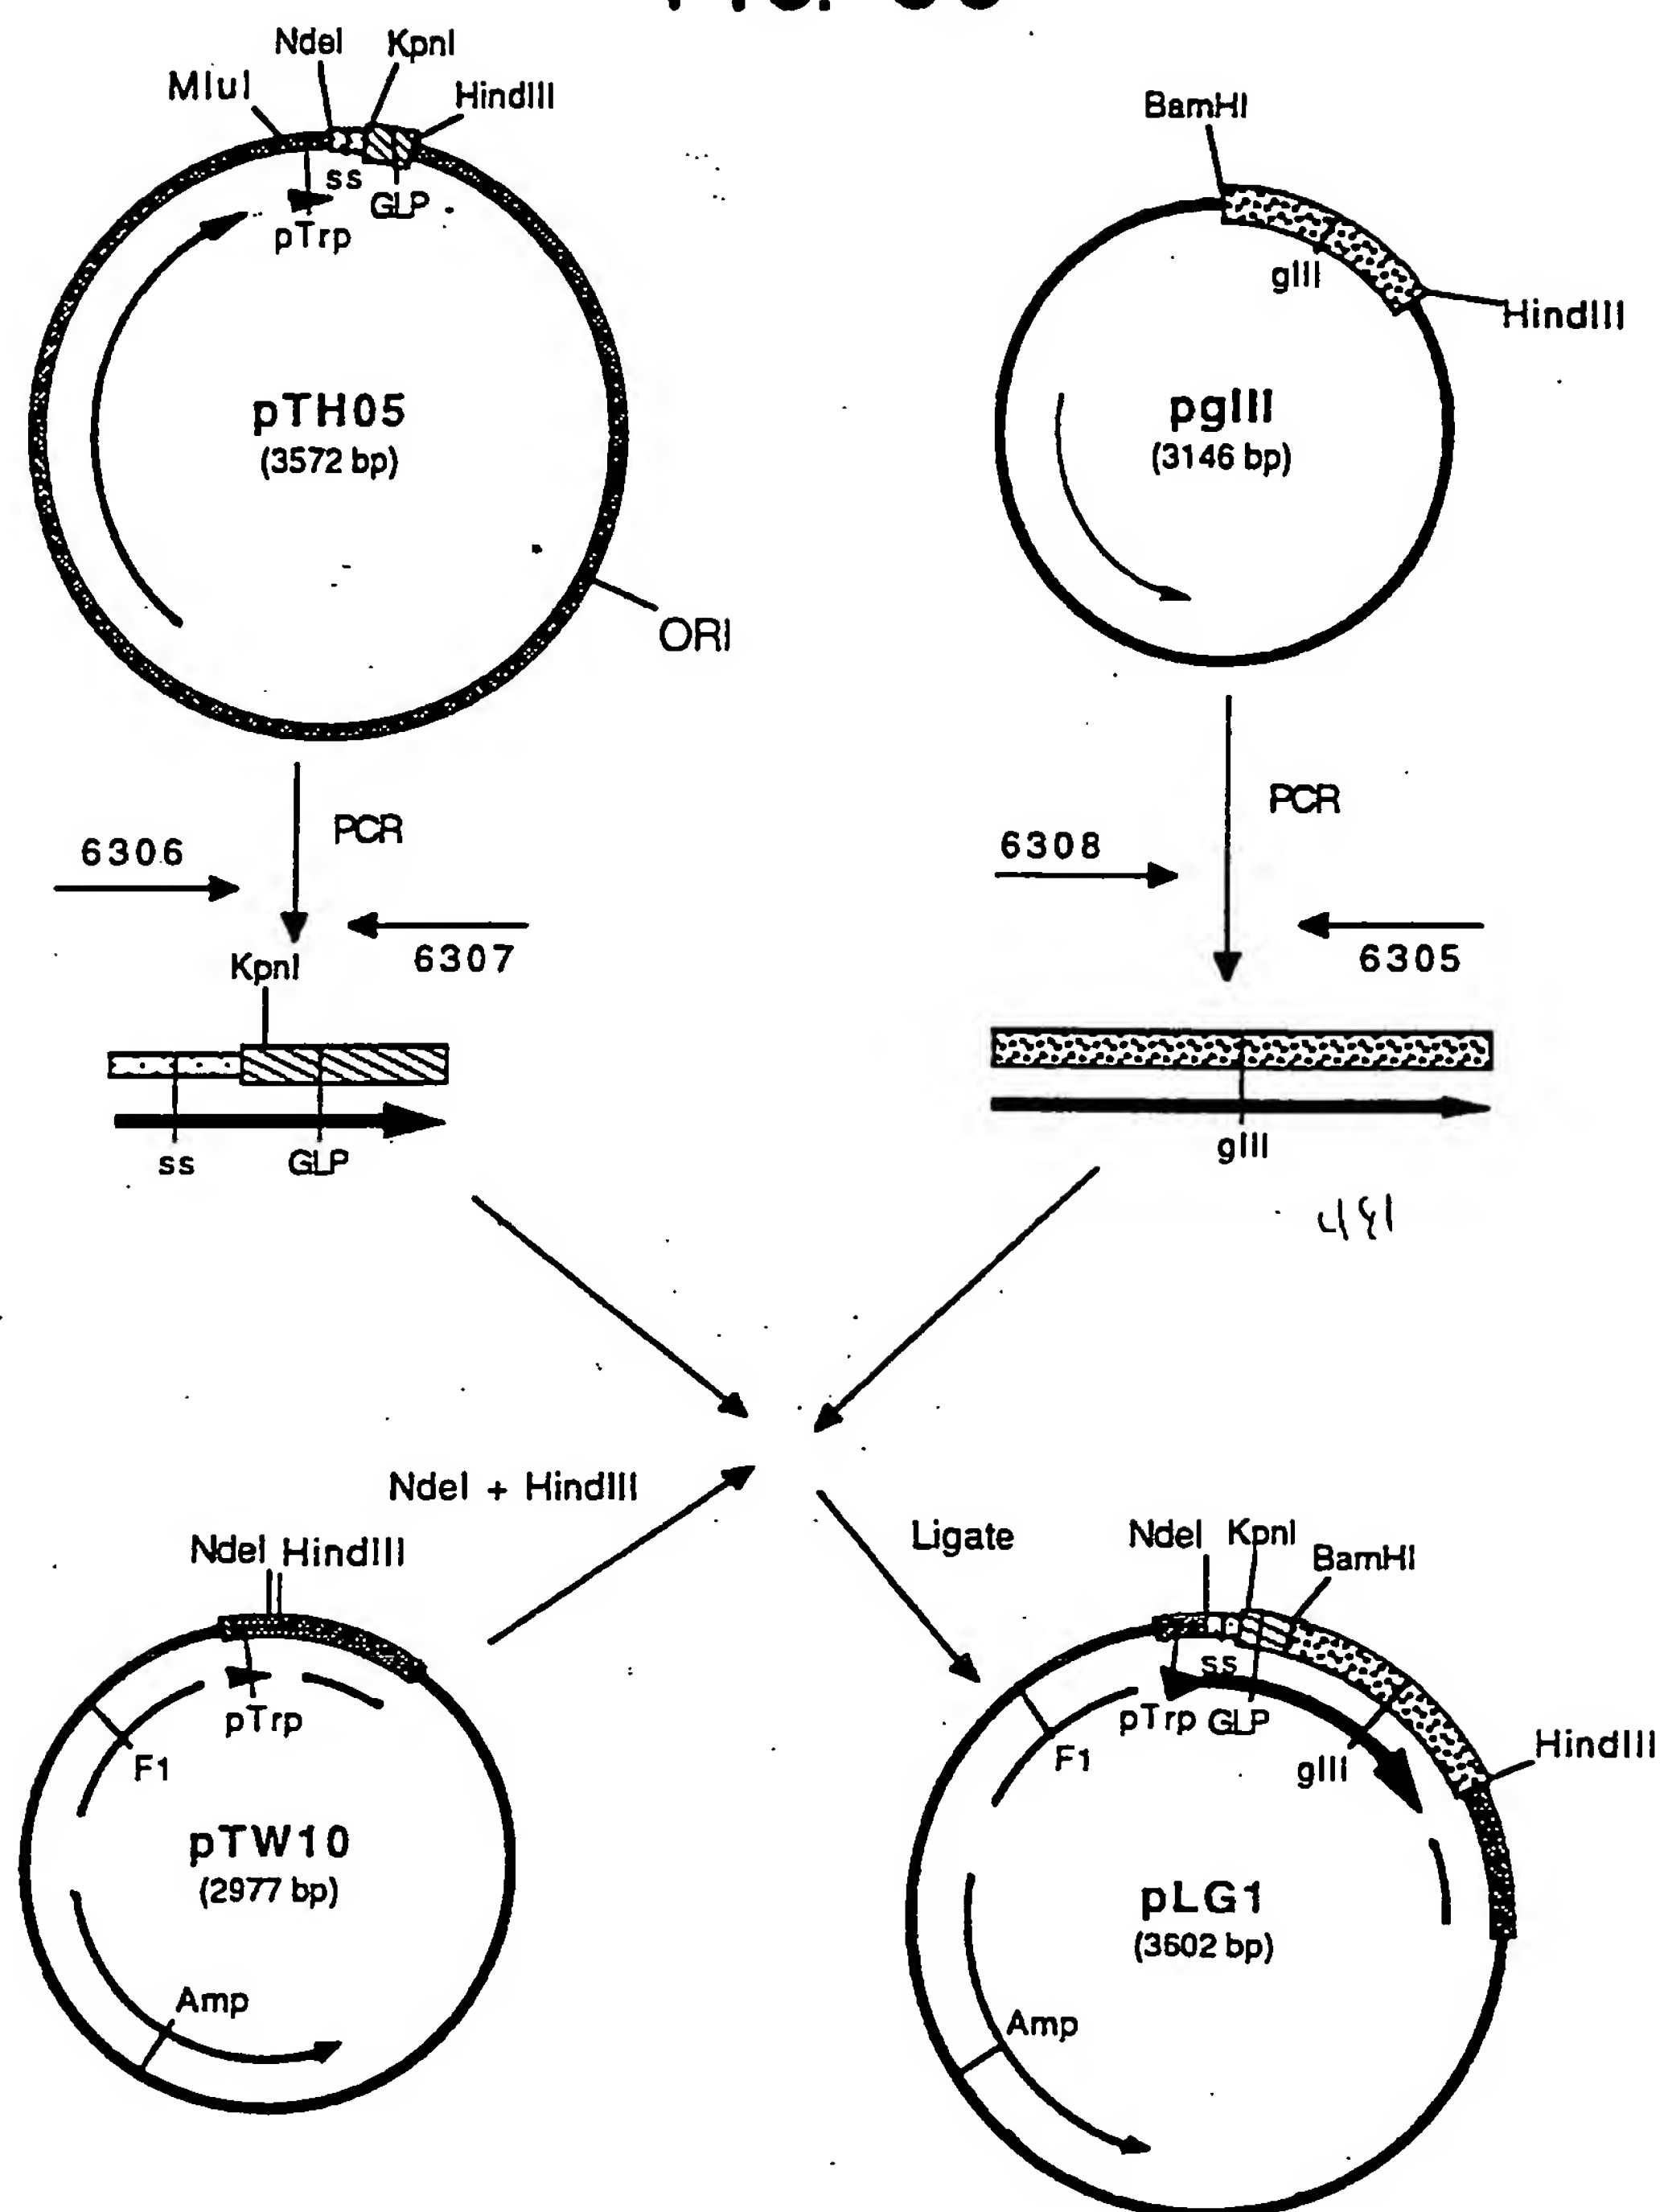 NdeI
KpnI
MluI
HindIII
ss
GLP
pTrp
pTH05
(3572 bp)
ORI
BamHI
gIII
HindIII
pgIII
(3146 bp)
PCR
6306
6307
KpnI
ss
GLP
PCR
6308
6305
gIII
NdeI + HindIII
Ligate
NdeI HindIII
pTrp
F1
pTW10
(2977 bp)
Amp
NdeI
KpnI
BamHI
ss
pTrp
GLP
F1
gIII
HindIII
pLG1
(3602 bp)
Amp